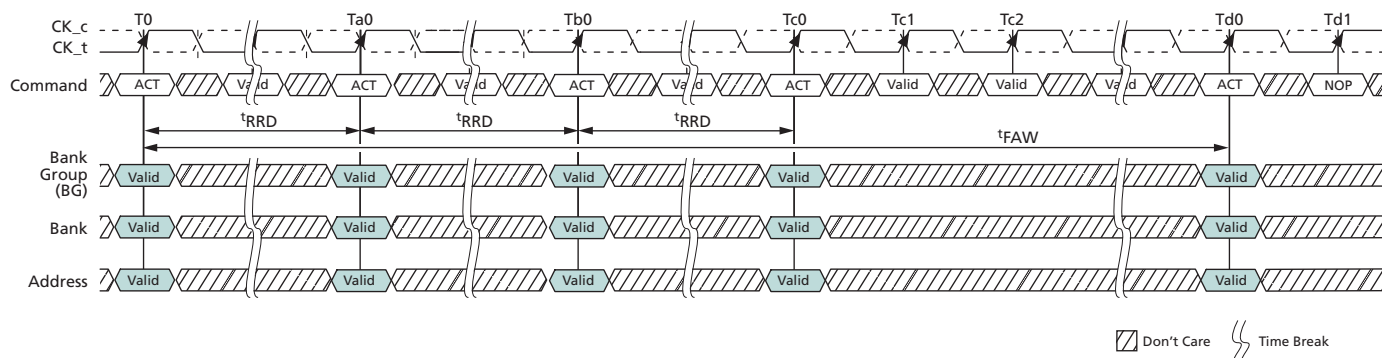 T0 Ta0 Tb0 Tc0 Tc1 Tc2 Td0 Td1
CK_c
CK_t
Command ACT Valid ACT Valid ACT Valid ACT Valid Valid Valid ACT NOP
tRRD tRRD tRRD
tFAW
Bank
Group
(BG)
Valid Valid Valid Valid Valid
Bank Valid Valid Valid Valid Valid
Address Valid Valid Valid Valid Valid
Don't Care Time Break